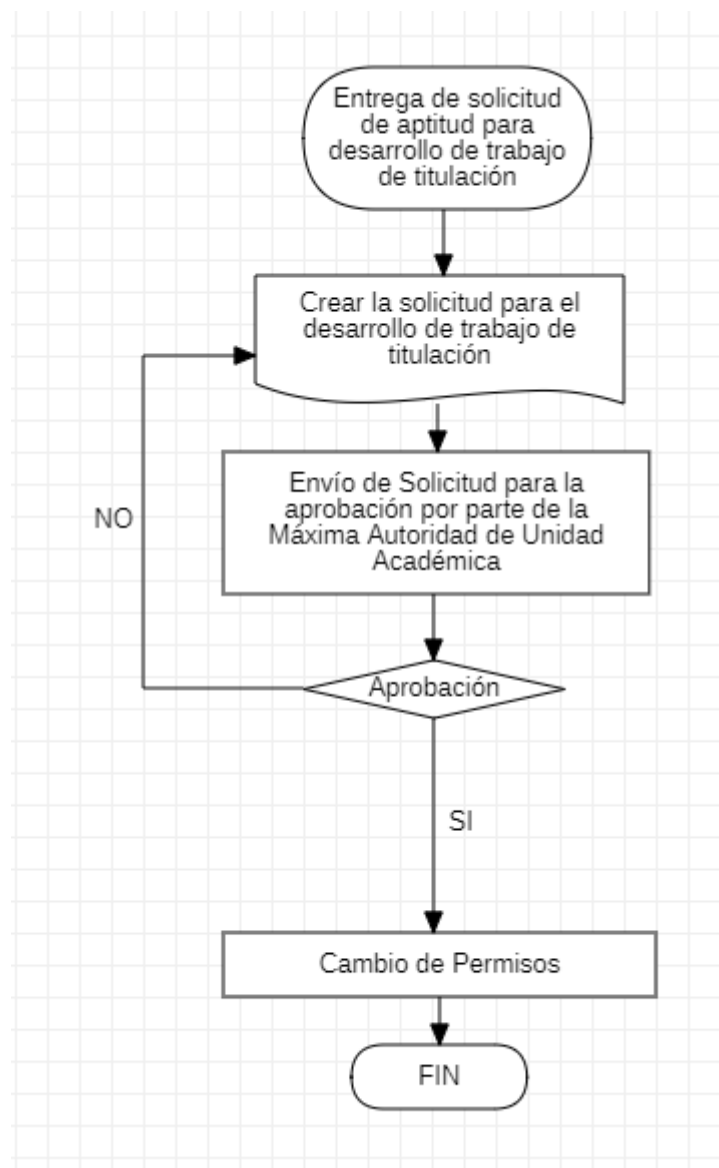 Entrega de solicitud
de aptitud para
desarrollo de trabajo
de titulación
Crear la solicitud para el
desarrollo de trabajo de
titulación
Envío de Solicitud para la
aprobación por parte de la
Máxima Autoridad de Unidad
Académica
NO
Aprobación
SI
Cambio de Permisos
FIN